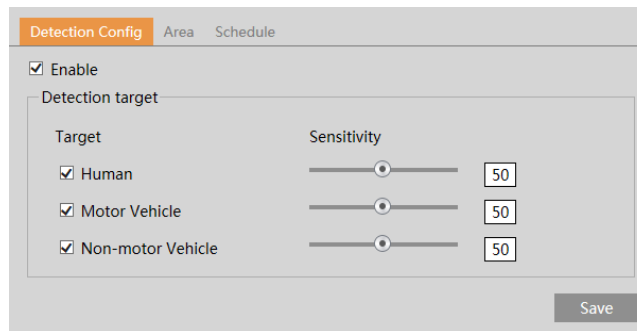 Detection Config Area Schedule
Enable
Detection target
Target Sensitivity
Human 50
Motor Vehicle 50
Non-motor Vehicle 50
Save